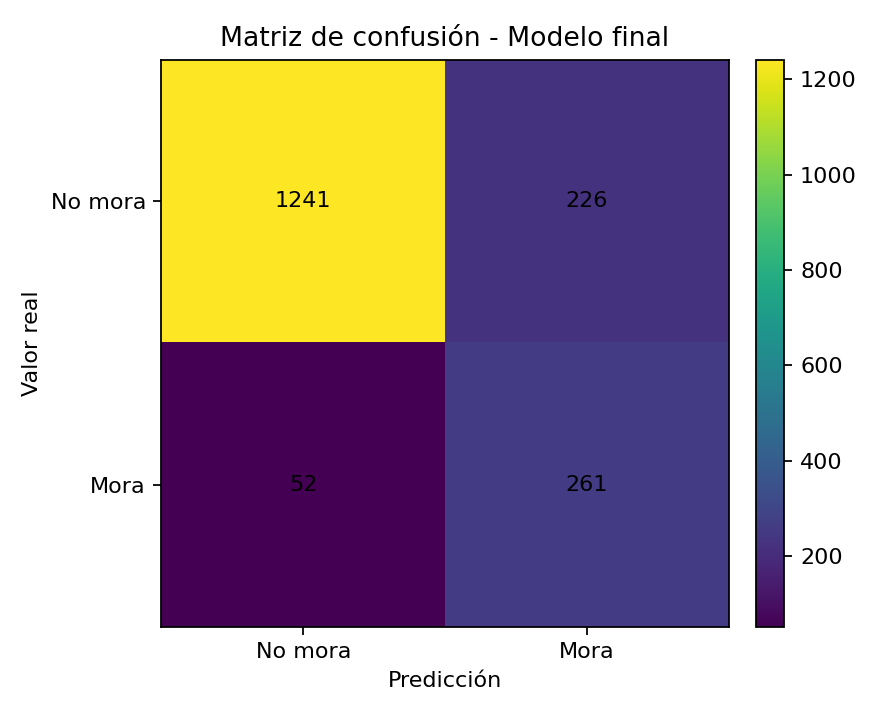 Matriz de confusión - Modelo final
No mora
1241
226
Mora
52
261
No mora
Mora
Predicción
Valor real
1200
1000
800
600
400
200